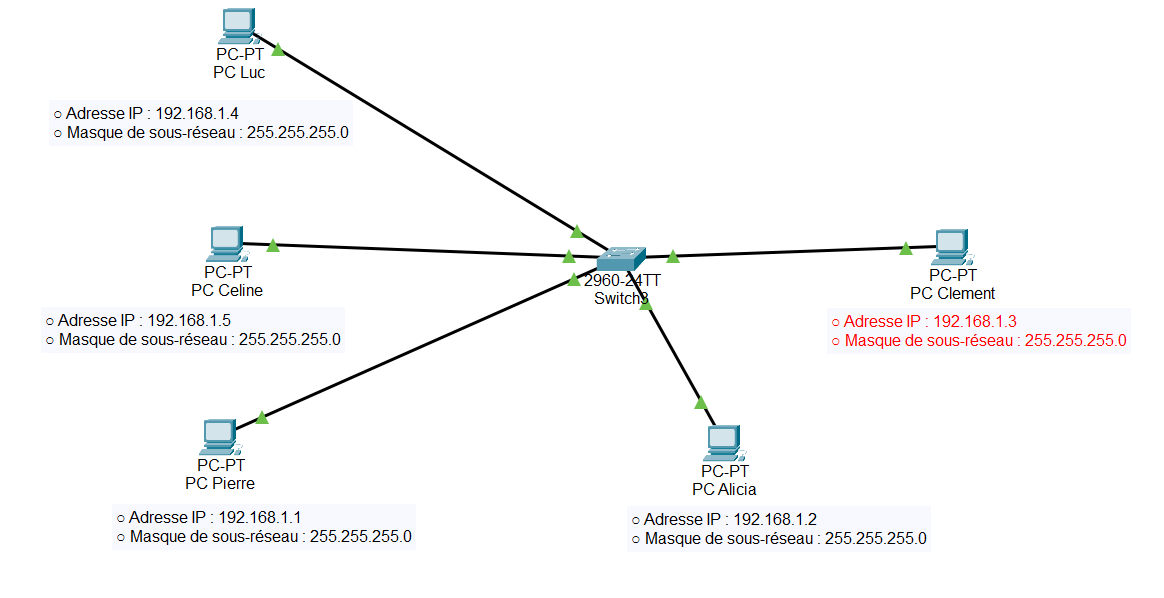 PC-PT
PC Luc
○ Adresse IP : 192.168.1.4
○ Masque de sous-réseau : 255.255.255.0
PC-PT
PC Celine
○ Adresse IP : 192.168.1.5
○ Masque de sous-réseau : 255.255.255.0
2960-24TT
Switch3
PC-PT
PC Clement
○ Adresse IP : 192.168.1.3
○ Masque de sous-réseau : 255.255.255.0
PC-PT
PC Pierre
○ Adresse IP : 192.168.1.1
○ Masque de sous-réseau : 255.255.255.0
PC-PT
PC Alicia
○ Adresse IP : 192.168.1.2
○ Masque de sous-réseau : 255.255.255.0